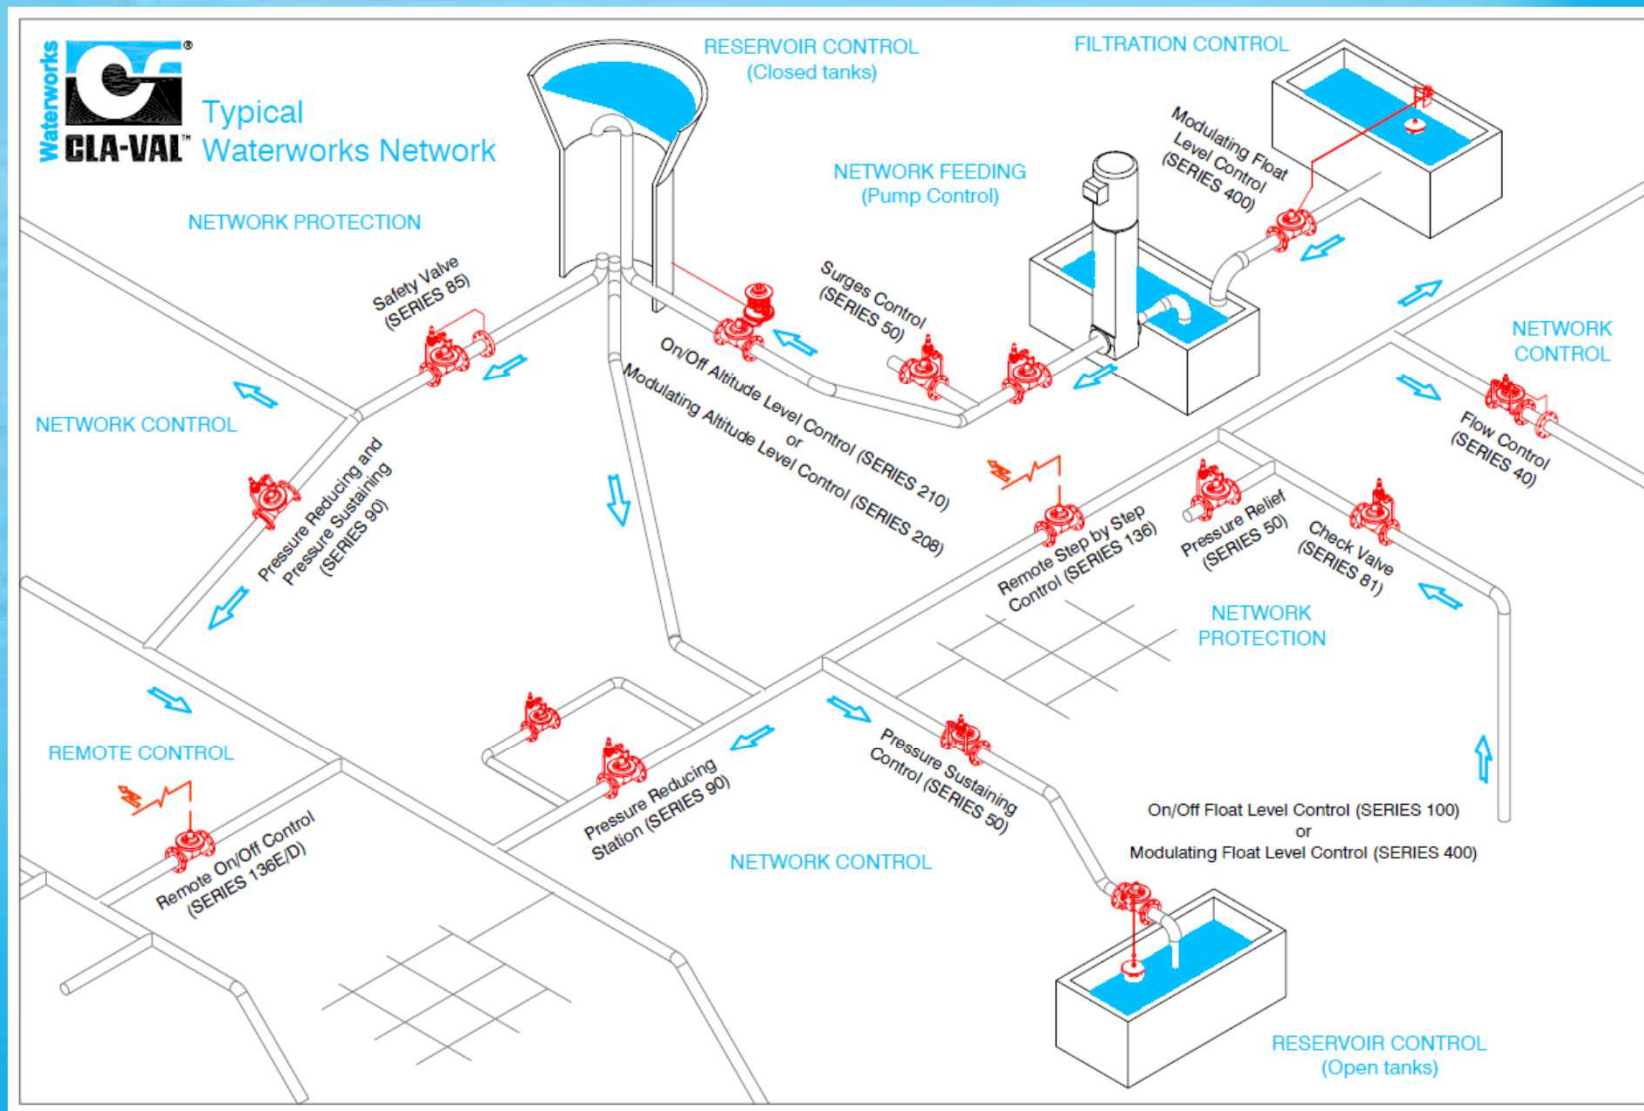 Waterworks
CLA-VAL™
®
Typical
Waterworks Network
RESERVOIR CONTROL
(Closed tanks)
FILTRATION CONTROL
Modulating Float
Level Control
(SERIES 400)
NETWORK FEEDING
(Pump Control)
NETWORK PROTECTION
Safety Valve
(SERIES 85)
Surges Control
(SERIES 50)
On/Off Altitude Level Control (SERIES 210)
or
Modulating Altitude Level Control (SERIES 208)
NETWORK
CONTROL
Flow Control
(SERIES 40)
NETWORK CONTROL
Pressure Reducing and
Pressure Sustaining
(SERIES 90)
Remote Step by Step
Control (SERIES 136)
Pressure Relief
(SERIES 50)
Check Valve
(SERIES 81)
NETWORK
PROTECTION
REMOTE CONTROL
Remote On/Off Control
(SERIES 136E/D)
Pressure Reducing
Station (SERIES 90)
Pressure Sustaining
Control (SERIES 50)
NETWORK CONTROL
On/Off Float Level Control (SERIES 100)
or
Modulating Float Level Control (SERIES 400)
RESERVOIR CONTROL
(Open tanks)